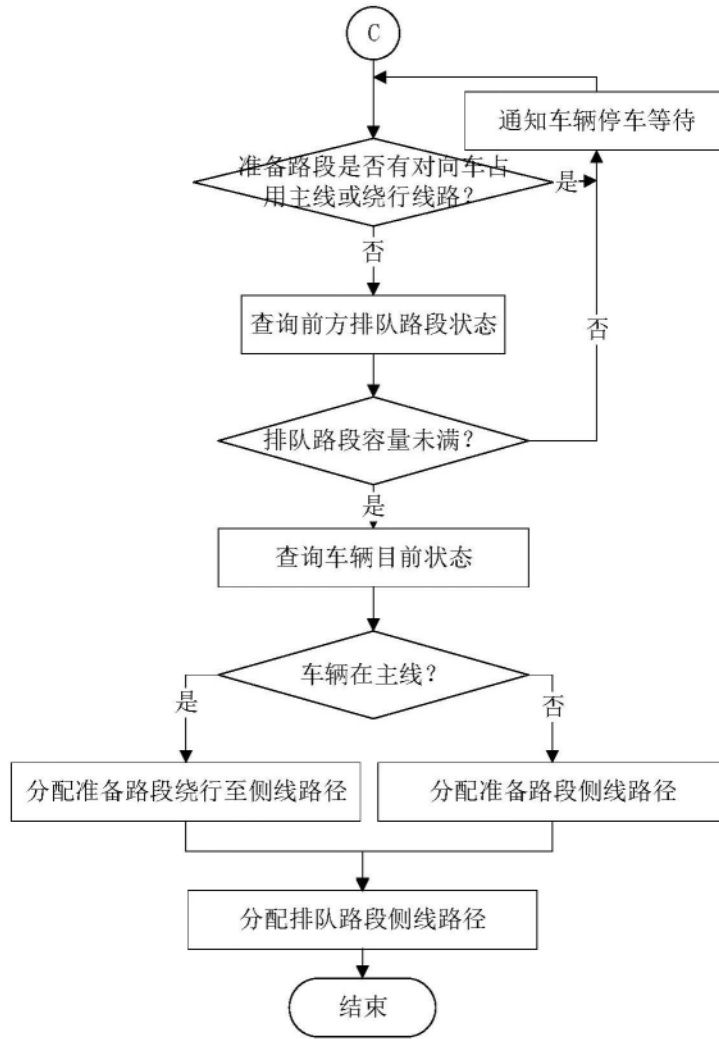 C
通知车辆停车等待
准备路段是否有对向车占
用主线或绕行线路？
是
否
查询前方排队路段状态
否
排队路段容量未满？
是
查询车辆目前状态
车辆在主线？
是
否
分配准备路段绕行至侧线路径
分配准备路段侧线路径
分配排队路段侧线路径
结束